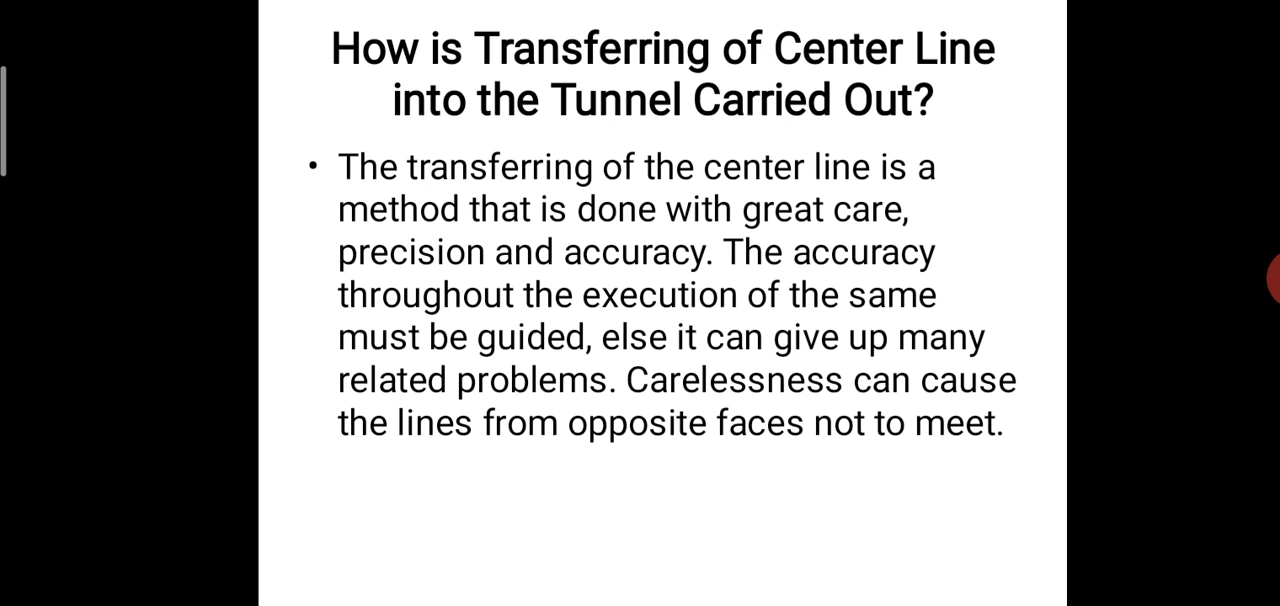 How is Transferring of Center Line
into the Tunnel Carried Out?
• The transferring of the center line is a
method that is done with great care,
precision and accuracy. The accuracy
throughout the execution of the same
must be guided, else it can give up many
related problems. Carelessness can cause
the lines from opposite faces not to meet.